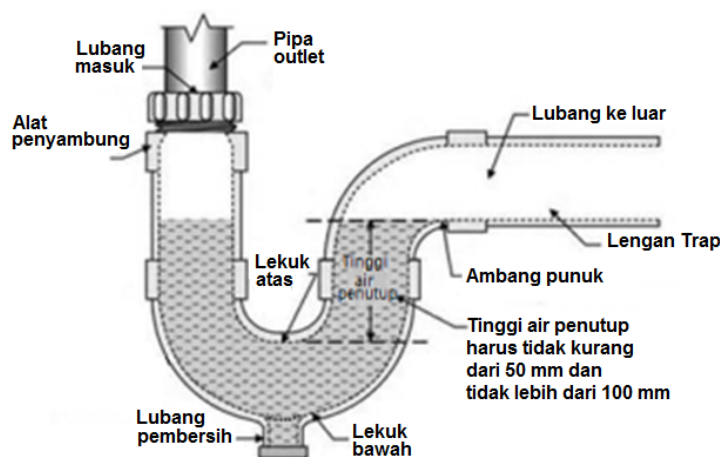 Pipa
outlet
Lubang
masuk
Alat
penyambung
Lubang ke luar
Lengan Trap
Lekuk
atas
Tinggi
air
penutup
Ambang punuk
Tinggi air penutup
harus tidak kurang
dari 50 mm dan
tidak lebih dari 100 mm
Lubang
pembersih
Lekuk
bawah